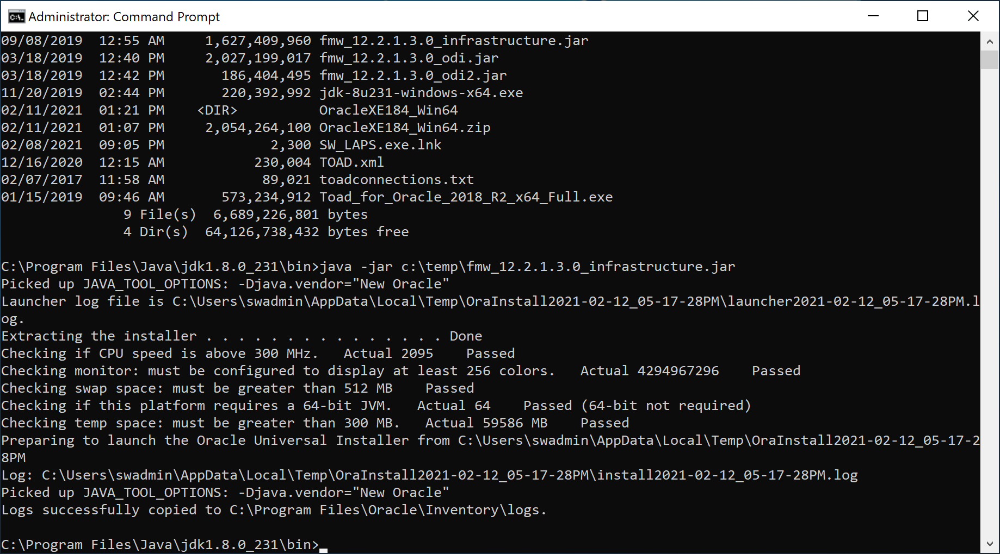 Administrator: Command Prompt
09/08/2019  12:55 AM     1,627,409,960 fmw_12.2.1.3.0_infrastructure.jar
03/18/2019  12:40 PM     2,027,199,017 fmw_12.2.1.3.0_odi.jar
03/18/2019  12:42 PM       186,404,495 fmw_12.2.1.3.0_odi2.jar
11/20/2019  02:44 PM       220,392,992 jdk-8u231-windows-x64.exe
02/11/2021  01:21 PM    <DIR>          OracleXE184_Win64
02/11/2021  01:07 PM     2,054,264,100 OracleXE184_Win64.zip
02/08/2021  09:05 PM             2,300 SW_LAPS.exe.lnk
12/16/2020  12:15 AM           230,004 TOAD.xml
02/07/2017  11:58 AM            89,021 toadconnections.txt
01/15/2019  09:46 AM       573,234,912 Toad_for_Oracle_2018_R2_x64_Full.exe
               9 File(s)  6,689,226,801 bytes
               4 Dir(s)  64,126,738,432 bytes free
C:\Program Files\Java\jdk1.8.0_231\bin>java -jar c:\temp\fmw_12.2.1.3.0_infrastructure.jar
Picked up JAVA_TOOL_OPTIONS: -Djava.vendor="New Oracle"
Launcher log file is C:\Users\swadmin\AppData\Local\Temp\OraInstall2021-02-12_05-17-28PM\launcher2021-02-12_05-17-28PM.l
og.
Extracting the installer . . . . . . . . . . . . . . . Done
Checking if CPU speed is above 300 MHz.   Actual 2095    Passed
Checking monitor: must be configured to display at least 256 colors.   Actual 4294967296    Passed
Checking swap space: must be greater than 512 MB    Passed
Checking if this platform requires a 64-bit JVM.   Actual 64    Passed (64-bit not required)
Checking temp space: must be greater than 300 MB.   Actual 59586 MB    Passed
Preparing to launch the Oracle Universal Installer from C:\Users\swadmin\AppData\Local\Temp\OraInstall2021-02-12_05-17-2
8PM
Log: C:\Users\swadmin\AppData\Local\Temp\OraInstall2021-02-12_05-17-28PM\install2021-02-12_05-17-28PM.log
Picked up JAVA_TOOL_OPTIONS: -Djava.vendor="New Oracle"
Logs successfully copied to C:\Program Files\Oracle\Inventory\logs.
C:\Program Files\Java\jdk1.8.0_231\bin>